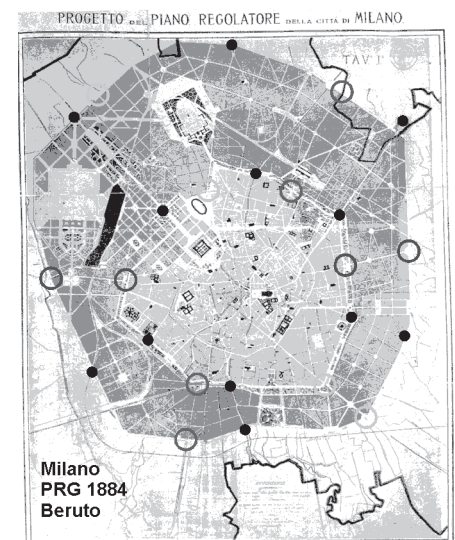 PROGETTO DEL PIANO REGOLATORE DELLA CITTÀ DI MILANO
TAV I
Milano
PRG 1884
Beruto